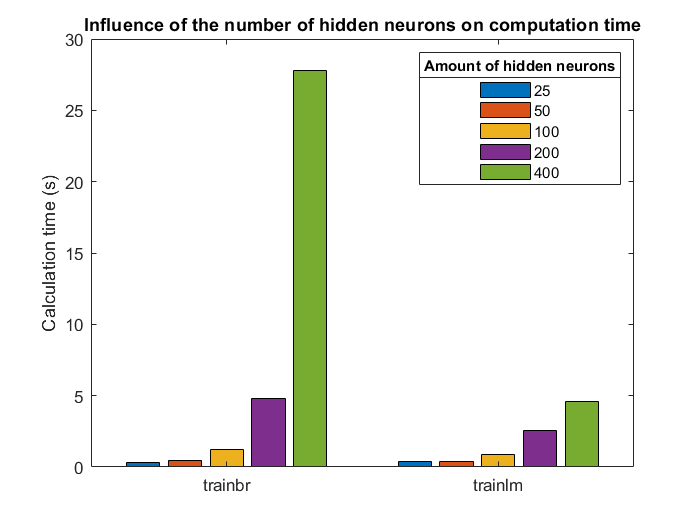 Influence of the number of hidden neurons on computation time
30
25
20
15
10
5
0
Calculation time (s)
Amount of hidden neurons
25
50
100
200
400
trainbr
trainlm